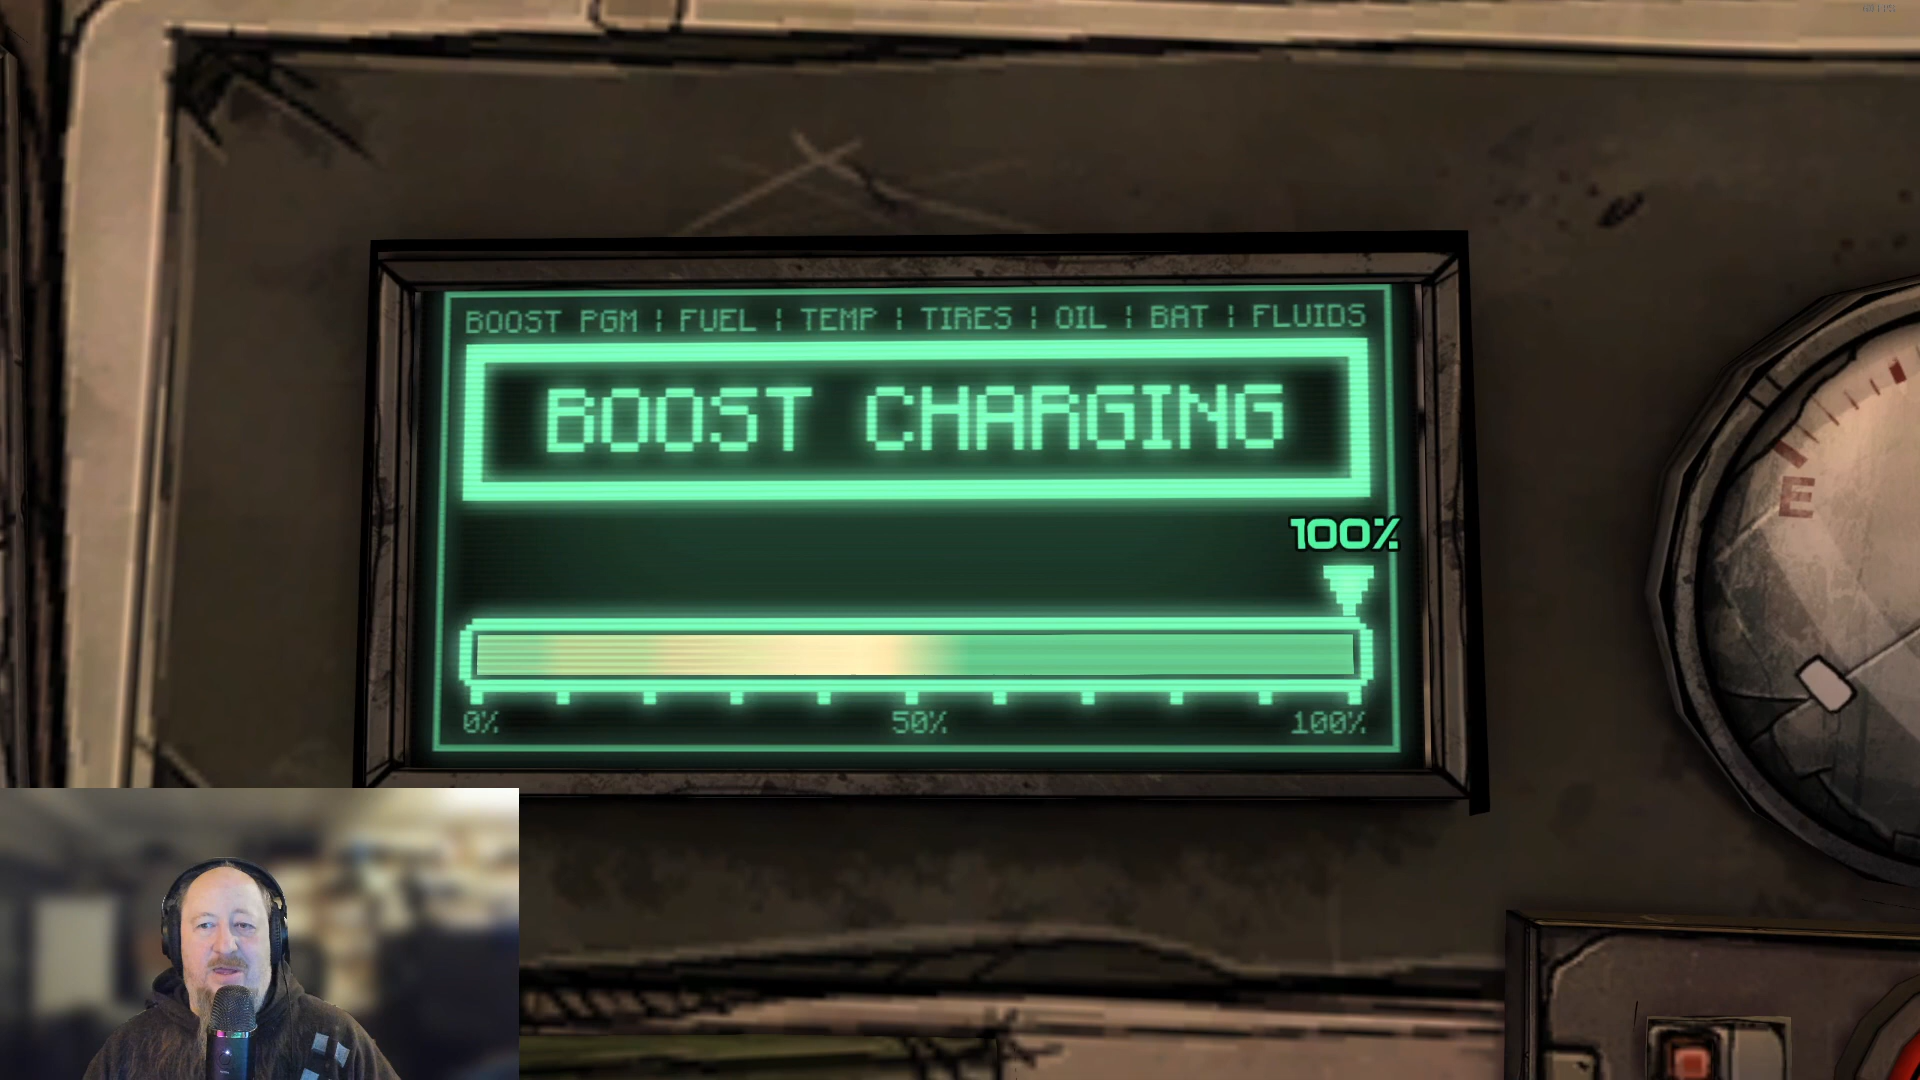 BOOST PGM ¦ FUEL ¦ TEMP ¦ TIRES ¦ OIL ¦ BAT ¦ FLUIDS
BOOST CHARGING
100%
E
0% 50% 100%